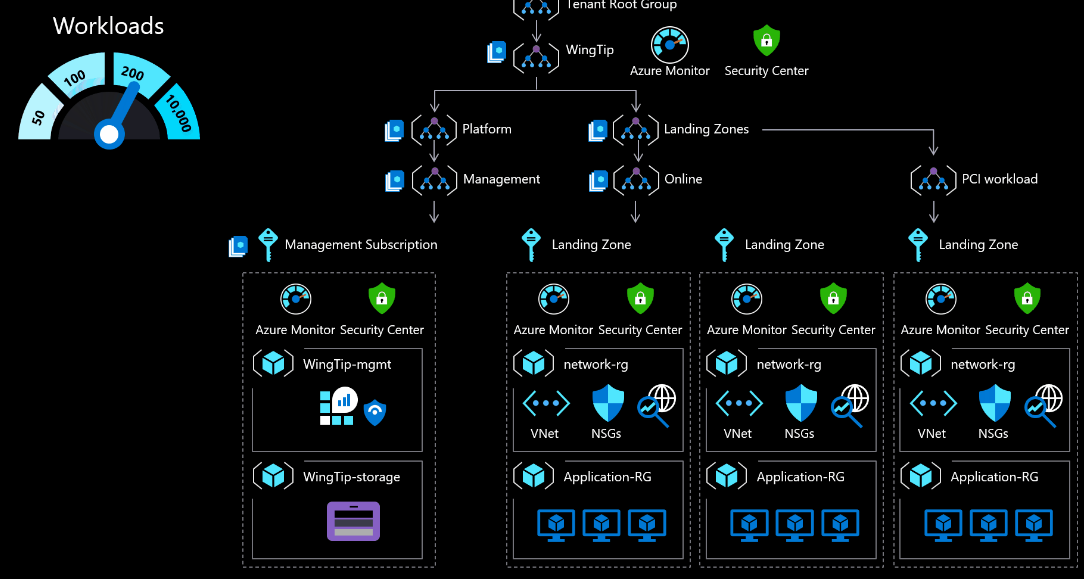 Workloads
50
100
200
10,000
Tenant Root Group
WingTip
Azure Monitor
Security Center
Platform
Landing Zones
Management
Online
PCI workload
Management Subscription
Landing Zone
Landing Zone
Landing Zone
Azure Monitor Security Center
Azure Monitor Security Center
Azure Monitor Security Center
Azure Monitor Security Center
WingTip-mgmt
network-rg
network-rg
network-rg
VNet NSGs
VNet NSGs
VNet NSGs
WingTip-storage
Application-RG
Application-RG
Application-RG